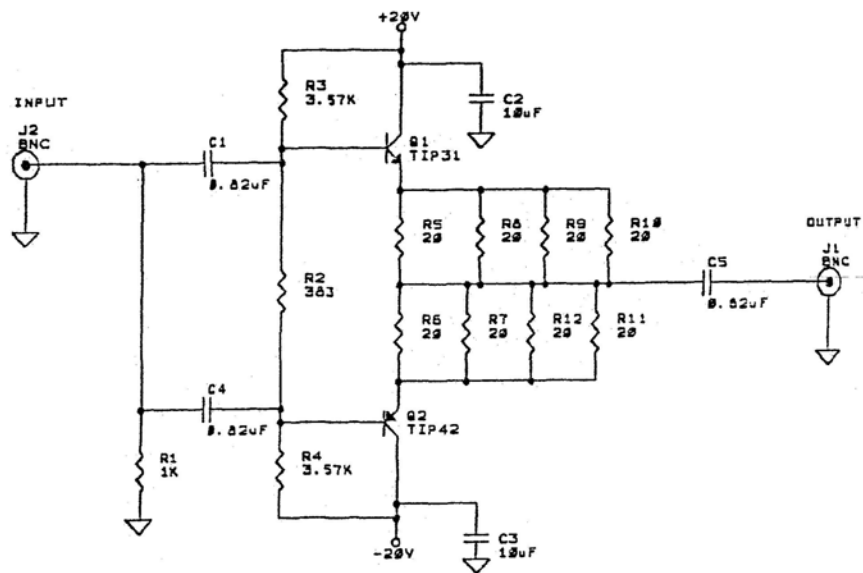 +20V
R3
3.57K
C2
10uF
INPUT
J2
BNC
C1
0.82uF
Q1
TIP31
R5
20
R8
20
R9
20
R10
20
OUTPUT
J1
BNC
C5
0.82uF
R2
383
R6
20
R7
20
R12
20
R11
20
C4
0.82uF
Q2
TIP42
R1
1K
R4
3.57K
C3
10uF
-20V